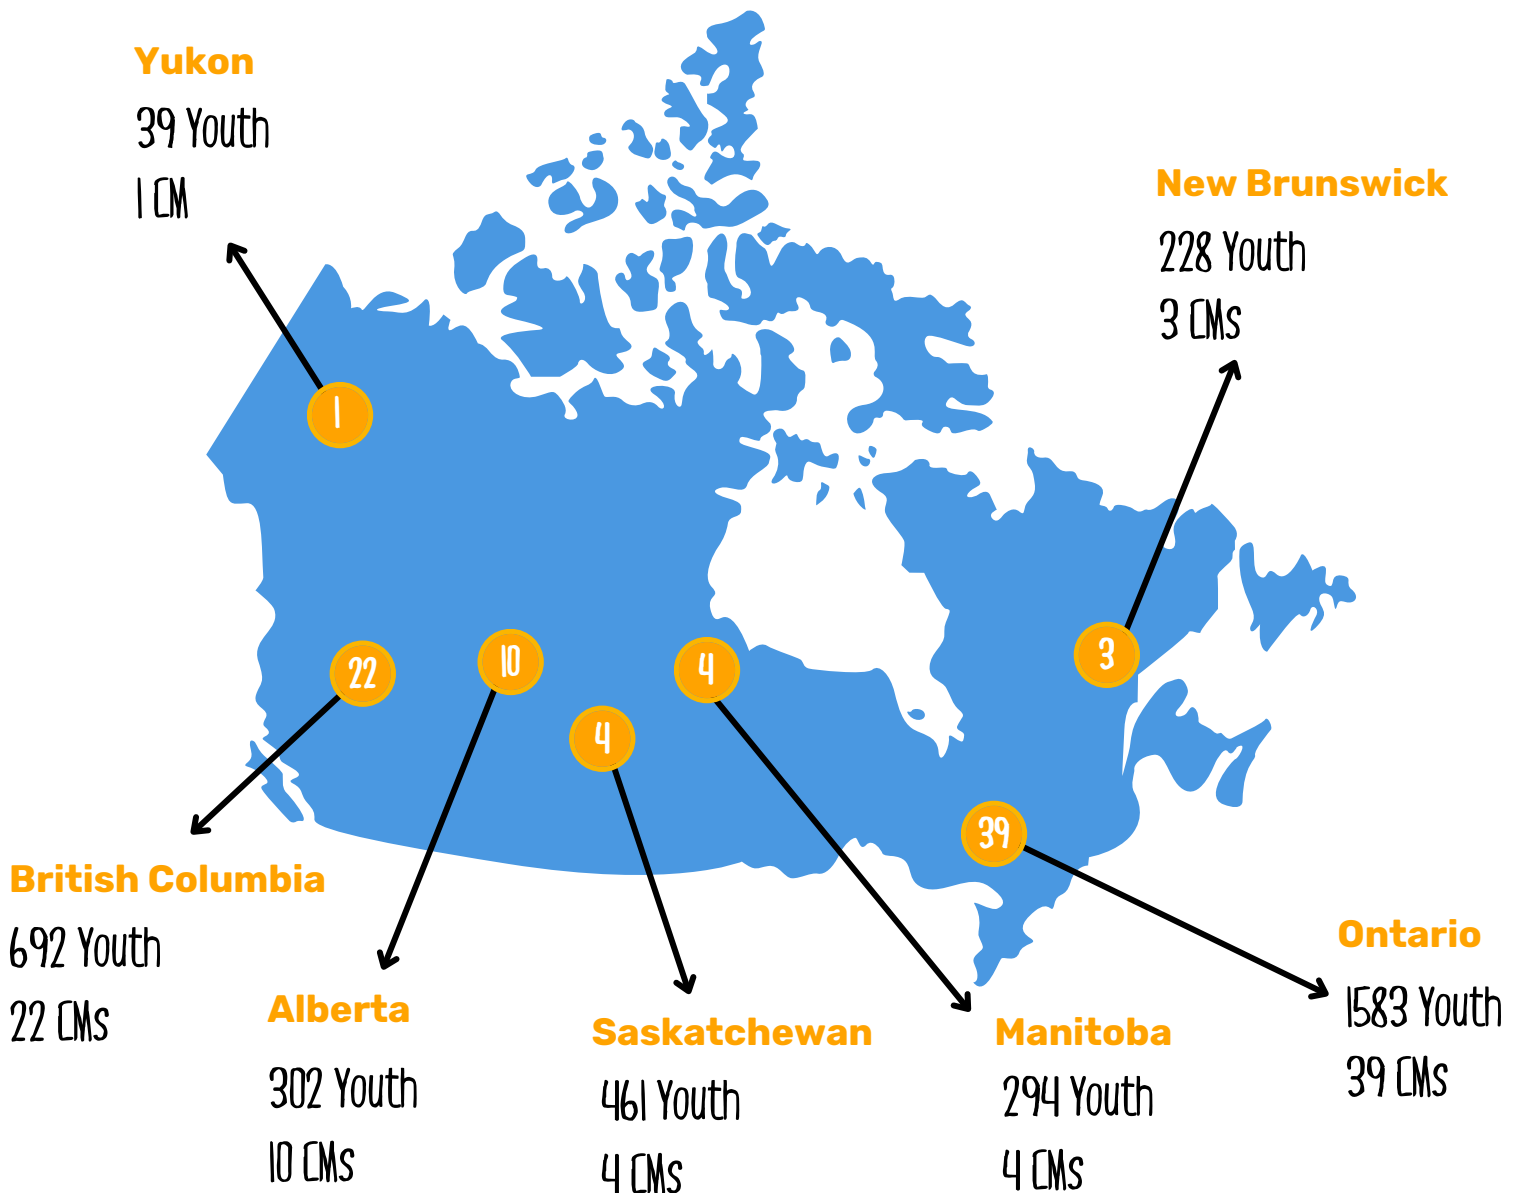 Yukon
39 Youth
1 CM
New Brunswick
228 Youth
3 CMs
1
22
10
4
4
3
39
British Columbia
692 Youth
22 CMs
Alberta
302 Youth
10 CMs
Saskatchewan
461 Youth
4 CMs
Manitoba
294 Youth
4 CMs
Ontario
1583 Youth
39 CMs